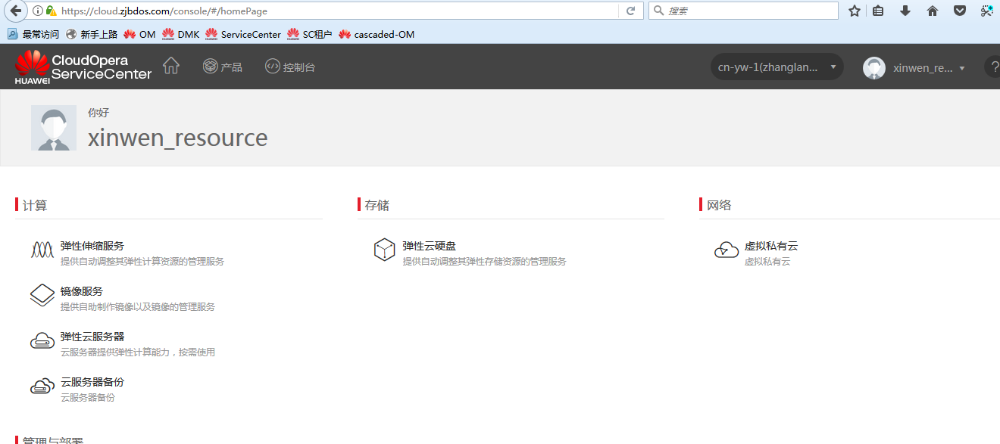 https://cloud.zjbdos.com/console/#/homePage
搜索
最常访问 新手上路 OM DMK ServiceCenter SC租户 cascaded-OM
HUAWEI
CloudOpera
ServiceCenter
产品
控制台
cn-yw-1(zhanglan...
xinwen_re...
?
你好
xinwen_resource
计算
弹性伸缩服务
提供自动调整其弹性计算资源的管理服务
镜像服务
提供自助制作镜像以及镜像的管理服务
弹性云服务器
云服务器提供弹性计算能力，按需使用
云服务器备份
云服务器备份
存储
弹性云硬盘
提供自动调整其弹性存储资源的管理服务
网络
虚拟私有云
虚拟私有云
管理与部署